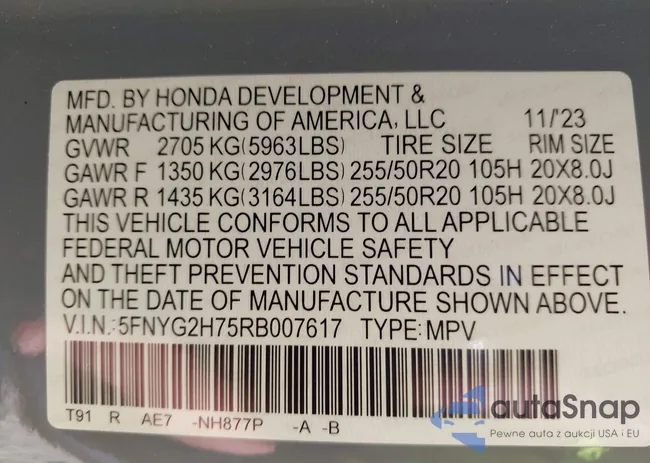 MFD. BY HONDA DEVELOPMENT &
MANUFACTURING OF AMERICA, LLC 11/'23
GVWR 2705 KG(5963LBS) TIRE SIZE RIM SIZE
GAWR F 1350 KG(2976LBS) 255/50R20 105H 20X8.0J
GAWR R 1435 KG(3164LBS) 255/50R20 105H 20X8.0J
THIS VEHICLE CONFORMS TO ALL APPLICABLE
FEDERAL MOTOR VEHICLE SAFETY
AND THEFT PREVENTION STANDARDS IN EFFECT
ON THE DATE OF MANUFACTURE SHOWN ABOVE.
V.I.N.:5FNYG2H75RB007617 TYPE:MPV
T91 R AE7 -NH877P -A -B
autaSnap
Pewne auta z aukcji USA i EU